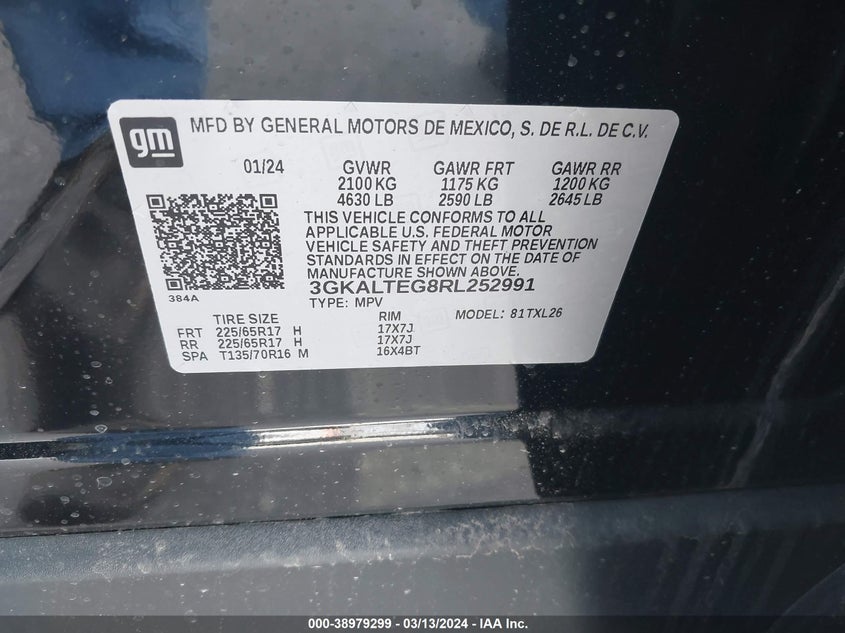 gm
MFD BY GENERAL MOTORS DE MEXICO, S. DE R.L. DE C.V.
01/24 GVWR GAWR FRT GAWR RR
2100 KG 1175 KG 1200 KG
4630 LB 2590 LB 2645 LB
THIS VEHICLE CONFORMS TO ALL
APPLICABLE U.S. FEDERAL MOTOR
VEHICLE SAFETY AND THEFT PREVENTION
STANDARDS IN EFFECT ON THE DATE OF
MANUFACTURE SHOWN ABOVE.
384A
3GKALTEG8RL252991
TYPE: MPV MODEL: 81TXL26
TIRE SIZE RIM
FRT 225/65R17 H 17X7J
RR 225/65R17 H 17X7J
SPA T135/70R16 M 16X4BT
000-38979299 - 03/13/2024 - IAA Inc.